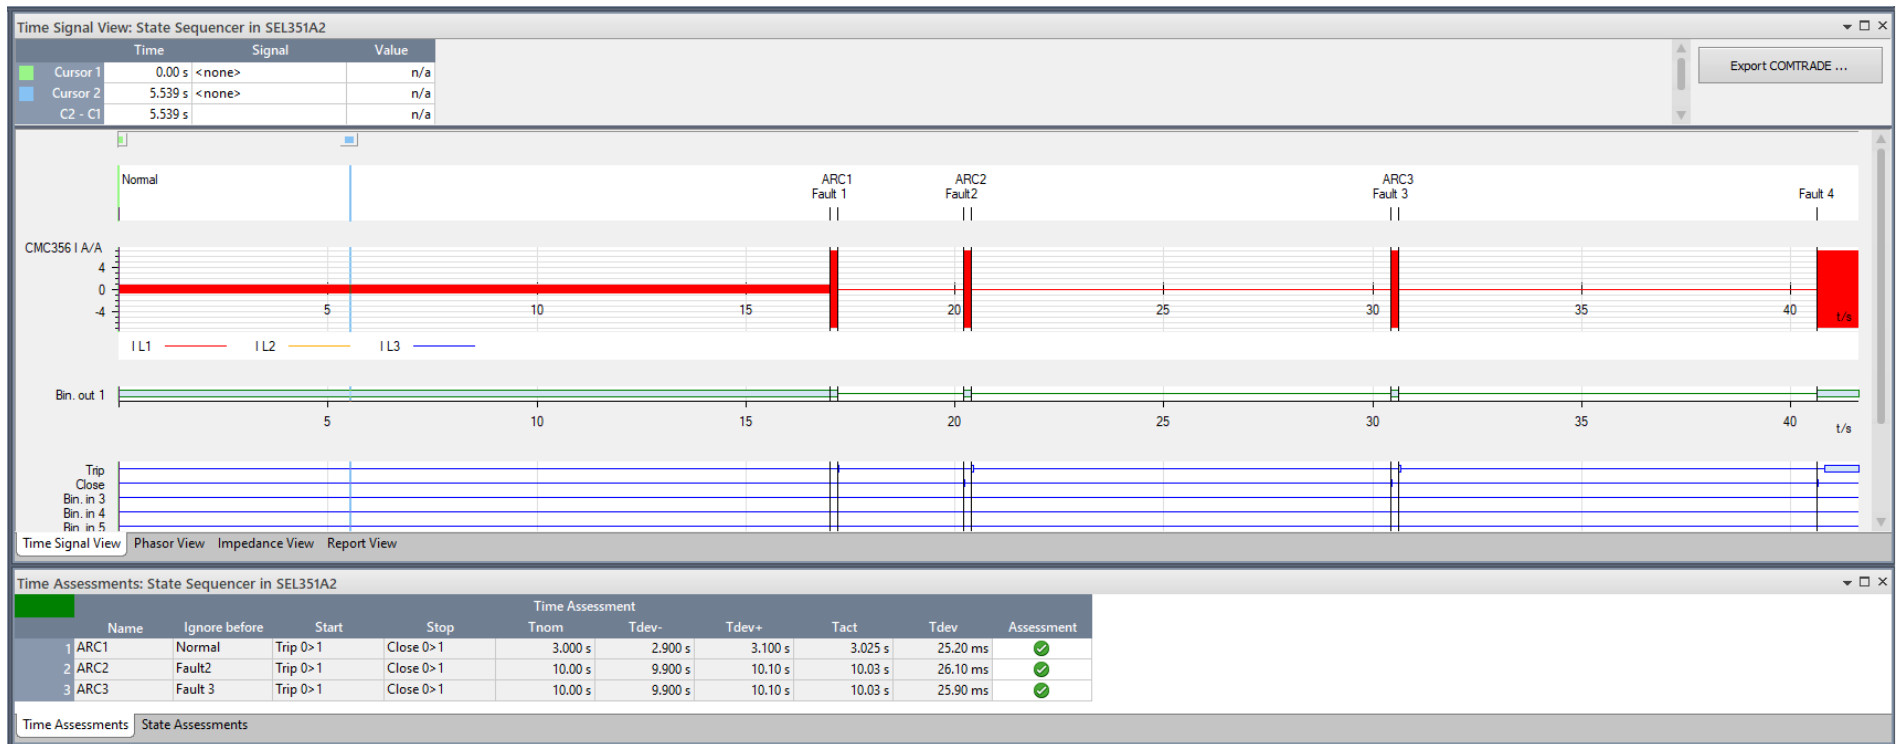 Time Signal View: State Sequencer in SEL351A2
Time Signal Value
Cursor 1 0.00 s <none> n/a
Cursor 2 5.539 s <none> n/a
C2 - C1 5.539 s n/a
Export COMTRADE ...
Normal ARC1 ARC2 ARC3
Fault 1 Fault2 Fault 3 Fault 4
CMC356 I A/A
4
0
-4
5 10 15 20 25 30 35 40 t/s
I L1 I L2 I L3
Bin. out 1
5 10 15 20 25 30 35 40 t/s
Trip
Close
Bin. in 3
Bin. in 4
Bin. in 5
Time Signal View Phasor View Impedance View Report View
Time Assessments: State Sequencer in SEL351A2
Time Assessment
Name Ignore before Start Stop Tnom Tdev- Tdev+ Tact Tdev Assessment
1 ARC1 Normal Trip 0>1 Close 0>1 3.000 s 2.900 s 3.100 s 3.025 s 25.20 ms
2 ARC2 Fault2 Trip 0>1 Close 0>1 10.00 s 9.900 s 10.10 s 10.03 s 26.10 ms
3 ARC3 Fault 3 Trip 0>1 Close 0>1 10.00 s 9.900 s 10.10 s 10.03 s 25.90 ms
Time Assessments State Assessments